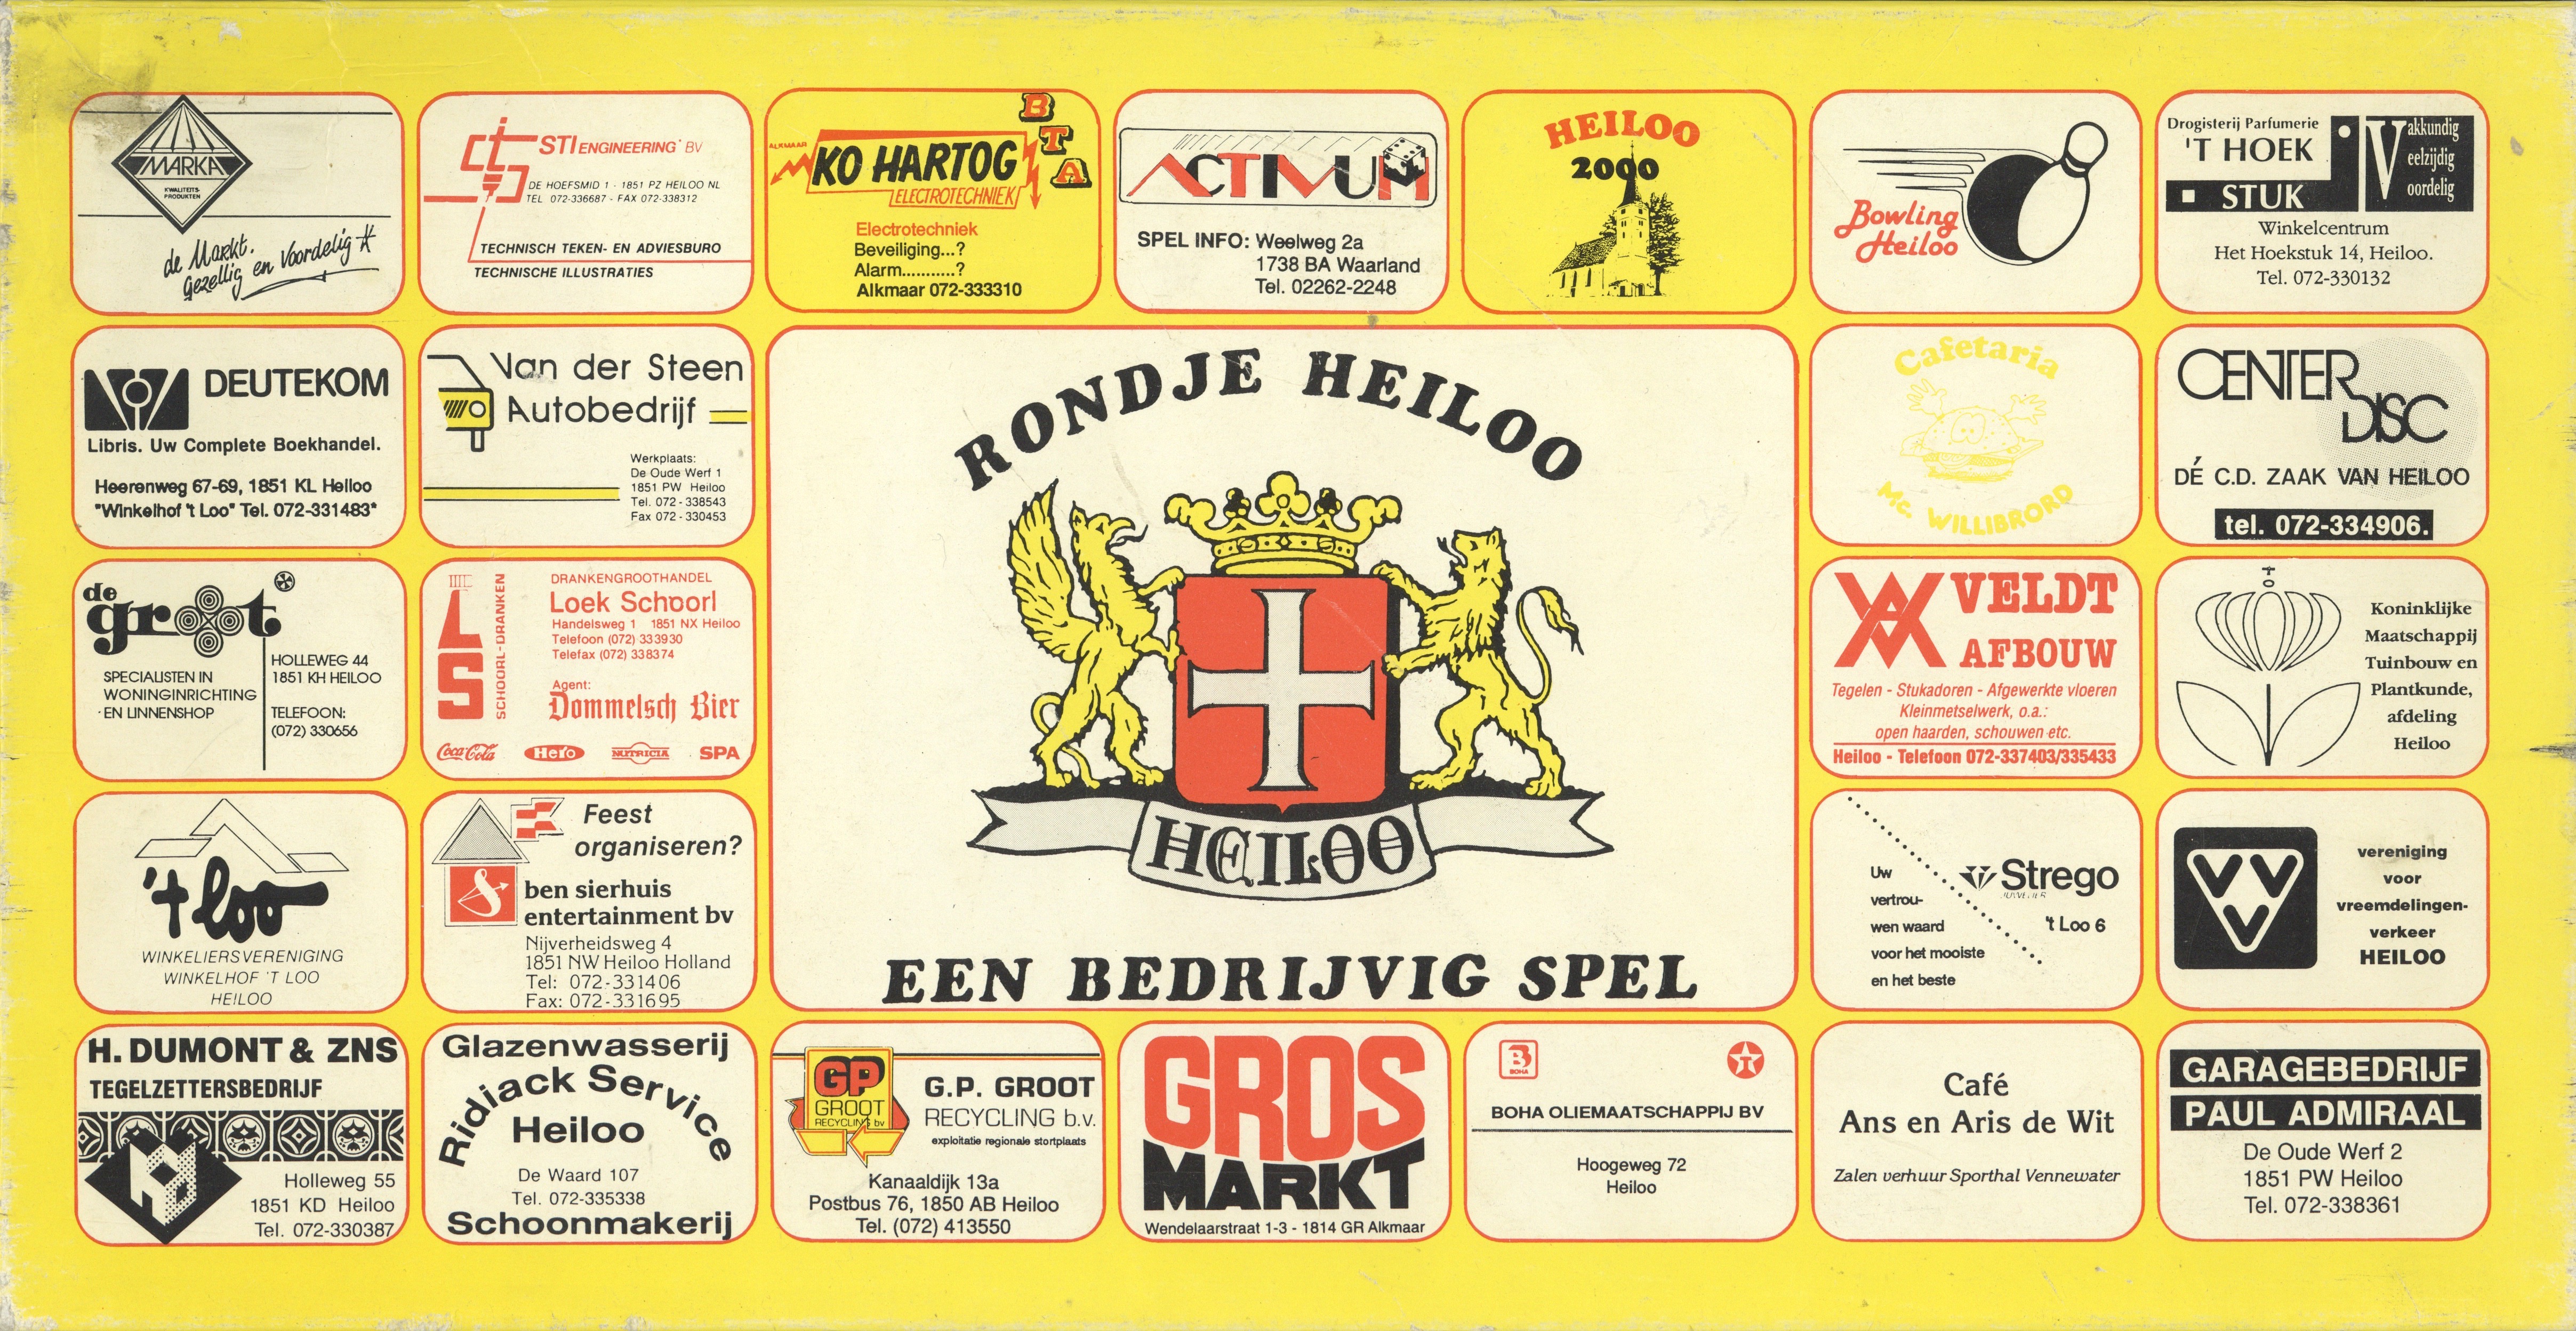 MARKA
KWALITEITS-
PRODUKTEN
de Markt.
Gezellig en Voordelig
STI ENGINEERING BV
DE HOEFSMID 1 - 1851 PZ HEILOO NL
TEL 072-336687 - FAX 072-338312
TECHNISCH TEKEN- EN ADVIESBURO
TECHNISCHE ILLUSTRATIES
BTA
ALKMAAR
KO HARTOG
ELECTROTECHNIEK
Electrotechniek
Beveiliging...?
Alarm...........?
Alkmaar 072-333310
ACTIVUM
SPEL INFO: Weelweg 2a
1738 BA Waarland
Tel. 02262-2248
HEILOO
2000
Bowling
Heiloo
Drogisterij Parfumerie
'T HOEK
STUK
Vakkundig
Veelzijdig
Voordelig
Winkelcentrum
Het Hoekstuk 14, Heiloo.
Tel. 072-330132
DEUTEKOM
Libris. Uw Complete Boekhandel.
Heerenweg 67-69, 1851 KL Heiloo
"Winkelhof 't Loo" Tel. 072-331483*
Van der Steen
Autobedrijf
Werkplaats:
De Oude Werf 1
1851 PW Heiloo
Tel. 072-338543
Fax 072-330453
RONDJE HEILOO
HEILOO
EEN BEDRIJVIG SPEL
Cafetaria
Mc. WILLIBRORD
CENTER
DISC
DÉ C.D. ZAAK VAN HEILOO
tel. 072-334906.
de
groot
SPECIALISTEN IN
WONINGINRICHTING
EN LINNENSHOP
HOLLEWEG 44
1851 KH HEILOO
TELEFOON:
(072) 330656
LS
SCHOORL-DRANKEN
DRANKENGROOTHANDEL
Loek Schoorl
Handelsweg 1 1851 NX Heiloo
Telefoon (072) 333930
Telefax (072) 338374
Agent:
Dommelsch Bier
Coca-Cola Hero NUTRICIA SPA
VELDT
AFBOUW
Tegelen - Stukadoren - Afgewerkte vloeren
Kleinmetselwerk, o.a.:
open haarden, schouwen etc.
Heiloo - Telefoon 072-337403/335433
Koninklijke
Maatschappij
Tuinbouw en
Plantkunde,
afdeling
Heiloo
't loo
WINKELIERSVERENIGING
WINKELHOF 'T LOO
HEILOO
Feest
organiseren?
ben sierhuis
entertainment bv
Nijverheidsweg 4
1851 NW Heiloo Holland
Tel: 072-331406
Fax: 072-331695
Uw
vertrou-
wen waard
voor het mooiste
en het beste
Strego
JUWELIER
't Loo 6
VVV
vereniging
voor
vreemdelingen-
verkeer
HEILOO
H. DUMONT & ZNS
TEGELZETTERSBEDRIJF
Holleweg 55
1851 KD Heiloo
Tel. 072-330387
Glazenwasserij
Ridiack Service
Heiloo
De Waard 107
Tel. 072-335338
Schoonmakerij
GP
GROOT
RECYCLING bv
G.P. GROOT
RECYCLING b.v.
exploitatie regionale stortplaats
Kanaaldijk 13a
Postbus 76, 1850 AB Heiloo
Tel. (072) 413550
GROS
MARKT
Wendelaarstraat 1-3 - 1814 GR Alkmaar
B
BOHA
T
BOHA OLIEMAATSCHAPPIJ BV
Hoogeweg 72
Heiloo
Café
Ans en Aris de Wit
Zalen verhuur Sporthal Vennewater
GARAGEBEDRIJF
PAUL ADMIRAAL
De Oude Werf 2
1851 PW Heiloo
Tel. 072-338361